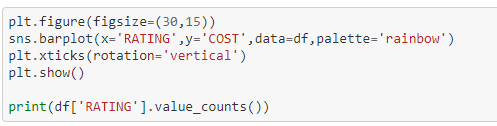 plt.figure(figsize=(30,15))
sns.barplot(x='RATING',y='COST',data=df,palette='rainbow')
plt.xticks(rotation='vertical')
plt.show()

print(df['RATING'].value_counts())